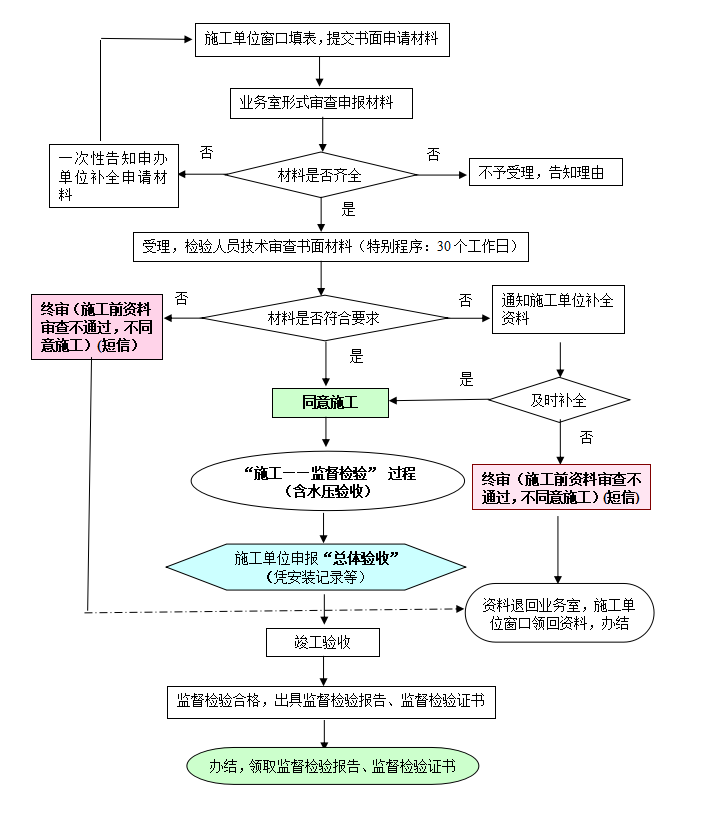 施工单位窗口填表，提交书面申请材料
业务室形式审查申报材料
一次性告知申办
单位补全申请材
料
否
材料是否齐全
否
不予受理，告知理由
是
受理，检验人员技术审查书面材料（特别程序：30个工作日）
终审（施工前资料
审查不通过，不同
意施工）（短信）
否
材料是否符合要求
否
通知施工单位补全
资料
是
同意施工
是
及时补全
否
“施工——监督检验” 过程
（含水压验收）
终审（施工前资料审查不
通过，不同意施工）（短信）
施工单位申报“总体验收”
（凭安装记录等）
资料退回业务室，施工单
位窗口领回资料，办结
竣工验收
监督检验合格，出具监督检验报告、监督检验证书
办结，领取监督检验报告、监督检验证书